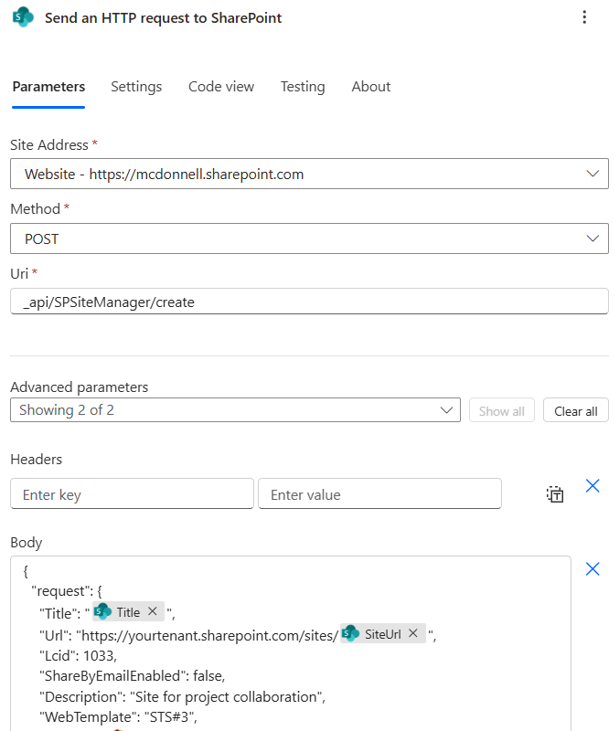 Send an HTTP request to SharePoint
Parameters Settings Code view Testing About
Site Address *
Website - https://mcdonnell.sharepoint.com
Method *
POST
Uri *
_api/SPSiteManager/create
Advanced parameters
Showing 2 of 2 Show all Clear all
Headers
Enter key Enter value
Body
{
"request": {
"Title": " Title ",
"Url": "https://yourtenant.sharepoint.com/sites/ SiteUrl ",
"Lcid": 1033,
"ShareByEmailEnabled": false,
"Description": "Site for project collaboration",
"WebTemplate": "STS#3",